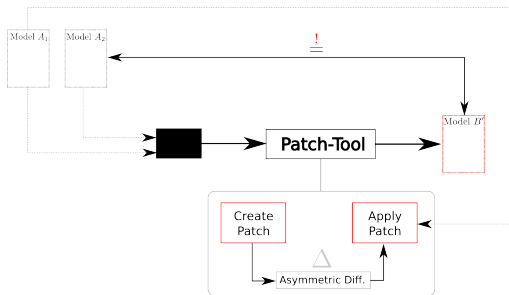 Model A₁
Model A₂
!
=
Model B'
Patch-Tool
Create
Patch
Apply
Patch
Δ
Asymmetric Diff.